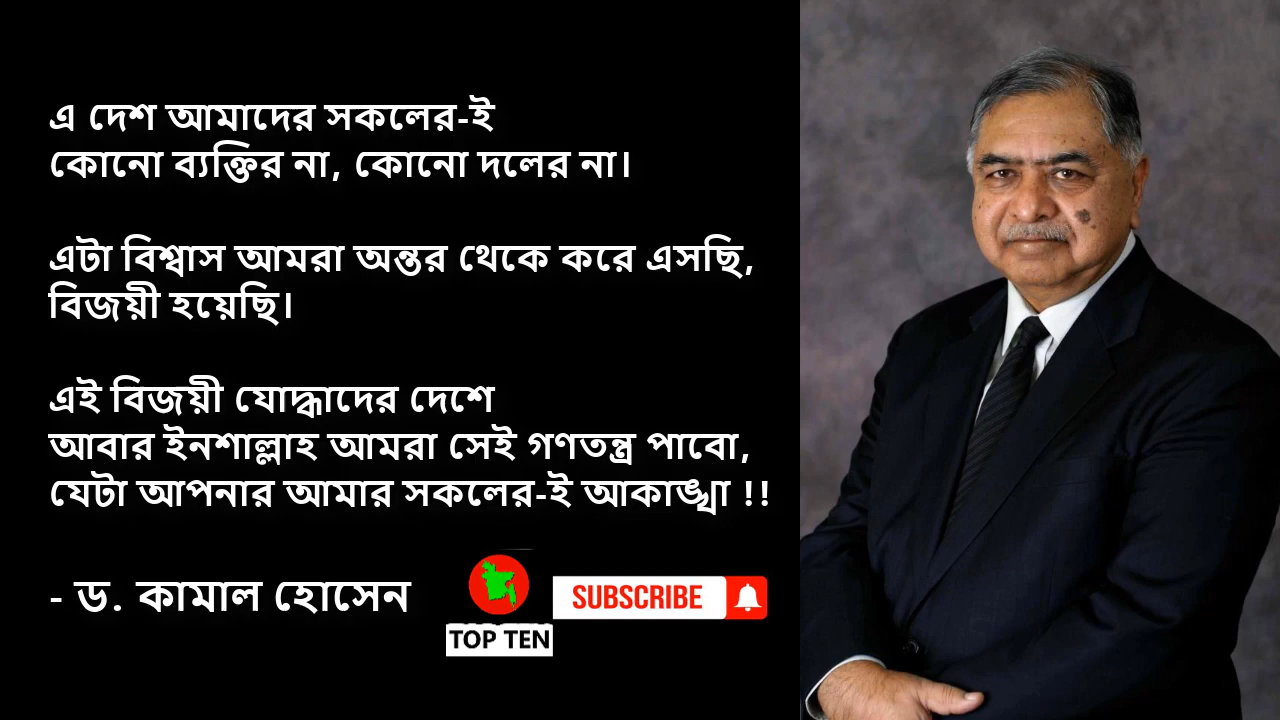 এ দেশ আমাদের সকলের-ই
কোনো ব্যক্তির না, কোনো দলের না।
এটা বিশ্বাস আমরা অন্তর থেকে করে এসছি,
বিজয়ী হয়েছি।
এই বিজয়ী যোদ্ধাদের দেশে
আবার ইনশাল্লাহ আমরা সেই গণতন্ত্র পাবো,
যেটা আপনার আমার সকলের-ই আকাঙ্খা !!
- ড. কামাল হোসেন
SUBSCRIBE
TOP TEN